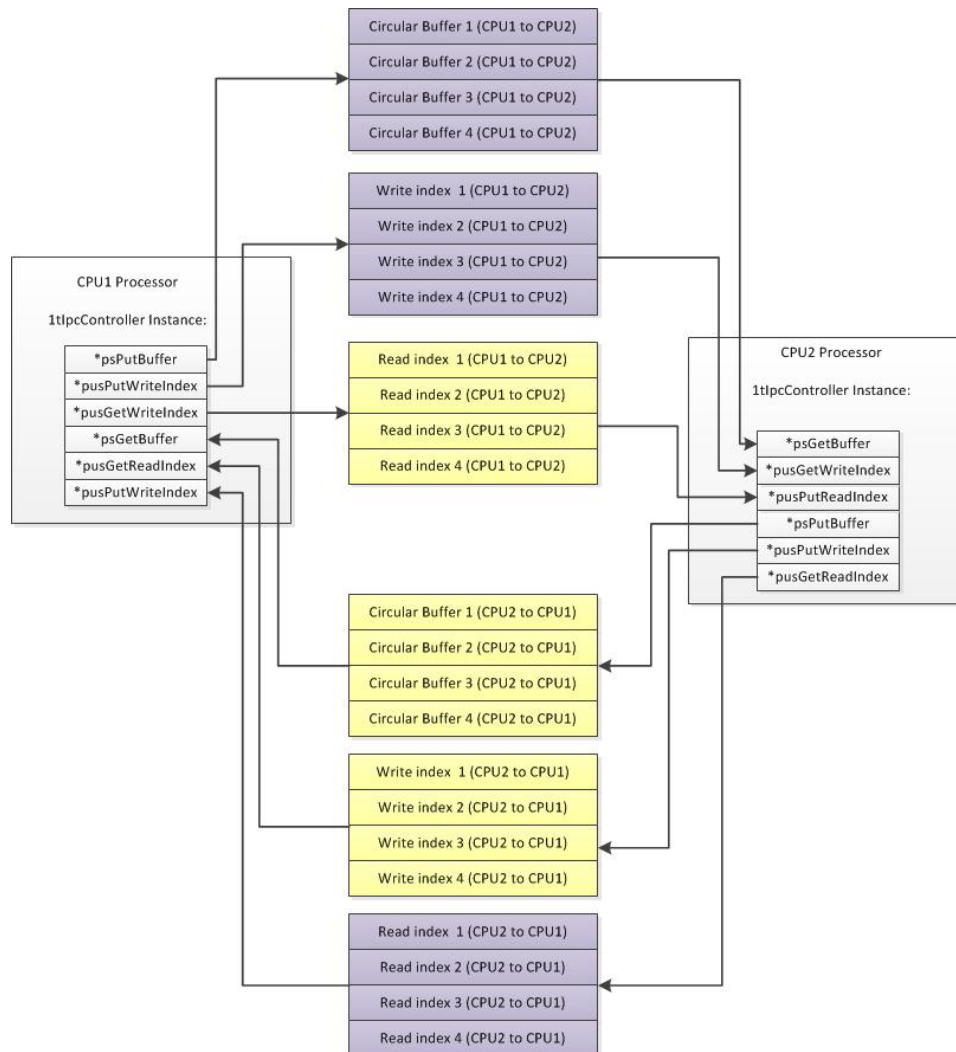 Circular Buffer 1 (CPU1 to CPU2)
Circular Buffer 2 (CPU1 to CPU2)
Circular Buffer 3 (CPU1 to CPU2)
Circular Buffer 4 (CPU1 to CPU2)
Write index 1 (CPU1 to CPU2)
Write index 2 (CPU1 to CPU2)
Write index 3 (CPU1 to CPU2)
Write index 4 (CPU1 to CPU2)
CPU1 Processor
1tIpcController Instance:
*psPutBuffer
*pusPutWriteIndex
*pusGetWriteIndex
*psGetBuffer
*pusGetReadIndex
*pusPutWriteIndex
Read index 1 (CPU1 to CPU2)
Read index 2 (CPU1 to CPU2)
Read index 3 (CPU1 to CPU2)
Read index 4 (CPU1 to CPU2)
CPU2 Processor
1tIpcController Instance:
*psGetBuffer
*pusGetWriteIndex
*pusPutReadIndex
*psPutBuffer
*pusPutWriteIndex
*pusGetReadIndex
Circular Buffer 1 (CPU2 to CPU1)
Circular Buffer 2 (CPU2 to CPU1)
Circular Buffer 3 (CPU2 to CPU1)
Circular Buffer 4 (CPU2 to CPU1)
Write index 1 (CPU2 to CPU1)
Write index 2 (CPU2 to CPU1)
Write index 3 (CPU2 to CPU1)
Write index 4 (CPU2 to CPU1)
Read index 1 (CPU2 to CPU1)
Read index 2 (CPU2 to CPU1)
Read index 3 (CPU2 to CPU1)
Read index 4 (CPU2 to CPU1)